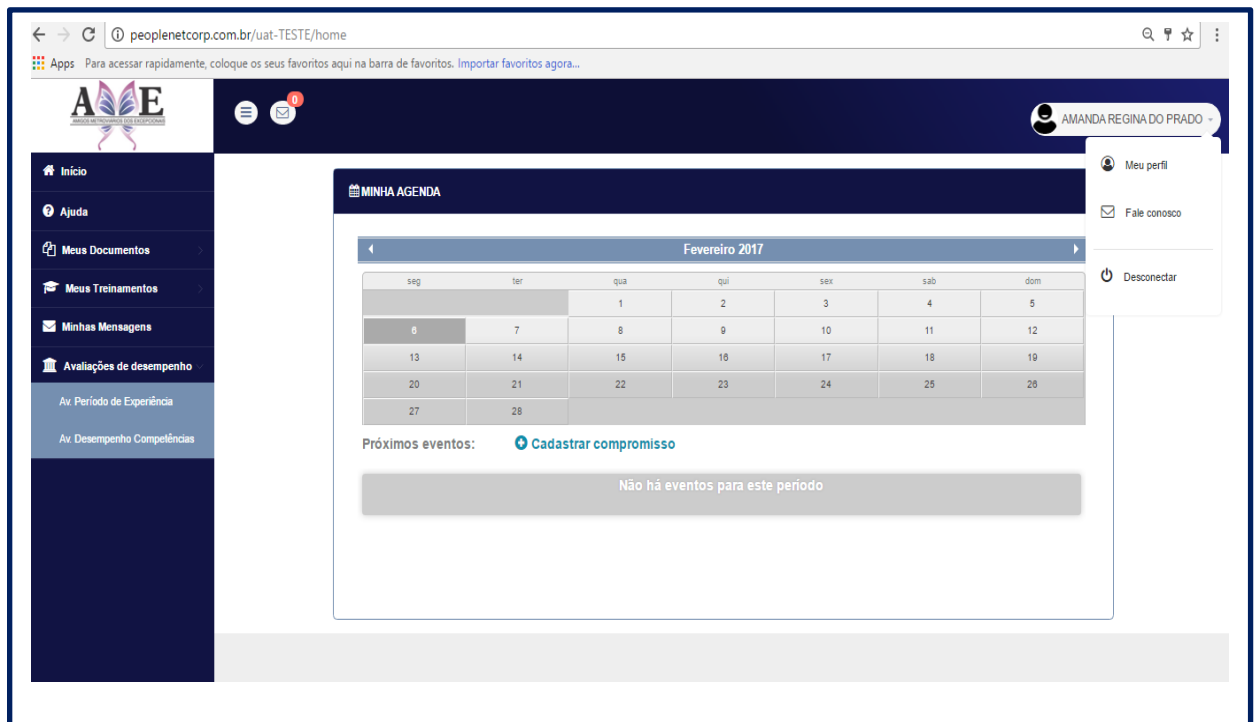 peoplenetcorp.com.br/uat-TESTE/home
Apps Para acessar rapidamente, coloque os seus favoritos aqui na barra de favoritos. Importar favoritos agora...
AME
AMIGOS METROVIÁRIOS DOS EXCEPCIONAIS
0
AMANDA REGINA DO PRADO
Meu perfil
Fale conosco
Desconectar
Início
Ajuda
Meus Documentos
Meus Treinamentos
Minhas Mensagens
Avaliações de desempenho
Av. Período de Experiência
Av. Desempenho Competências
MINHA AGENDA
Fevereiro 2017
seg ter qua qui sex sab dom
1 2 3 4 5
6 7 8 9 10 11 12
13 14 15 16 17 18 19
20 21 22 23 24 25 26
27 28
Próximos eventos: Cadastrar compromisso
Não há eventos para este período